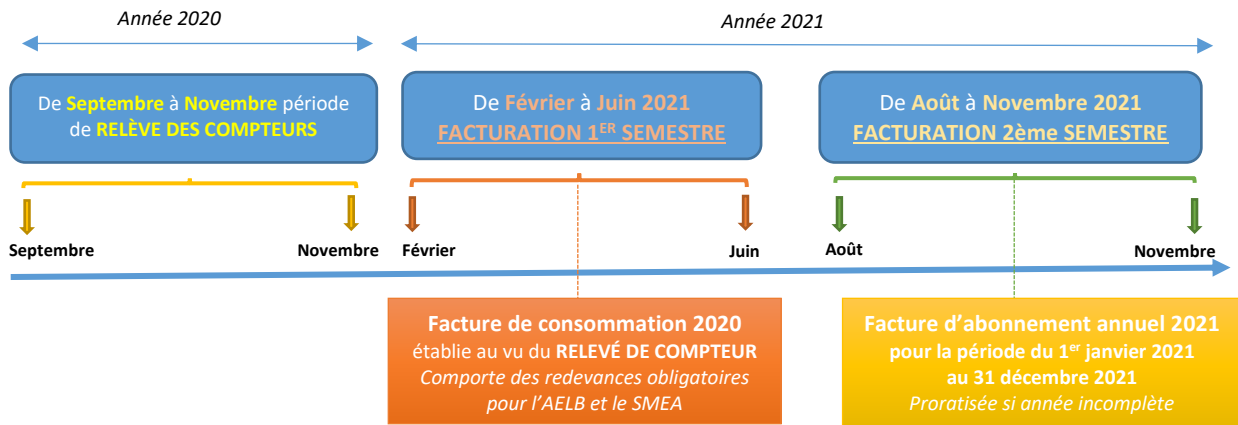 Année 2020
Année 2021
De Septembre à Novembre période
de RELÈVE DES COMPTEURS
De Février à Juin 2021
FACTURATION 1ER SEMESTRE
De Août à Novembre 2021
FACTURATION 2ème SEMESTRE
Septembre
Novembre
Février
Juin
Août
Novembre
Facture de consommation 2020
établie au vu du RELEVÉ DE COMPTEUR
Comporte des redevances obligatoires
pour l'AELB et le SMEA
Facture d'abonnement annuel 2021
pour la période du 1er janvier 2021
au 31 décembre 2021
Proratisée si année incomplète